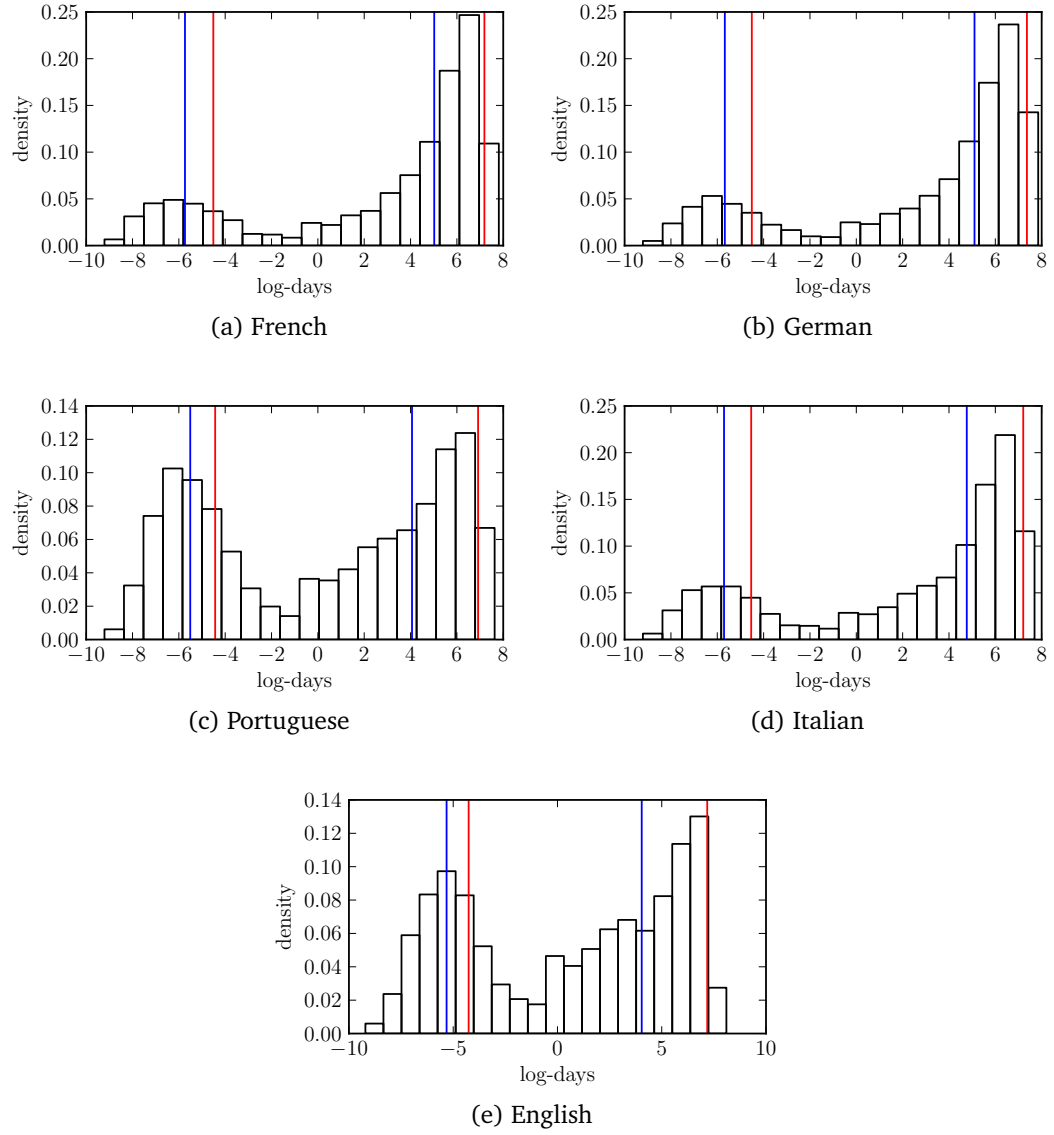 0.25
0.20
0.15
0.10
0.05
0.00
density
−10 −8 −6 −4 −2 0 2 4 6 8
log-days
(a) French
0.25
0.20
0.15
0.10
0.05
0.00
density
−10 −8 −6 −4 −2 0 2 4 6 8
log-days
(b) German
0.14
0.12
0.10
0.08
0.06
0.04
0.02
0.00
density
−10 −8 −6 −4 −2 0 2 4 6 8
log-days
(c) Portuguese
0.25
0.20
0.15
0.10
0.05
0.00
density
−10 −8 −6 −4 −2 0 2 4 6 8
log-days
(d) Italian
0.14
0.12
0.10
0.08
0.06
0.04
0.02
0.00
density
−10 −5 0 5 10
log-days
(e) English